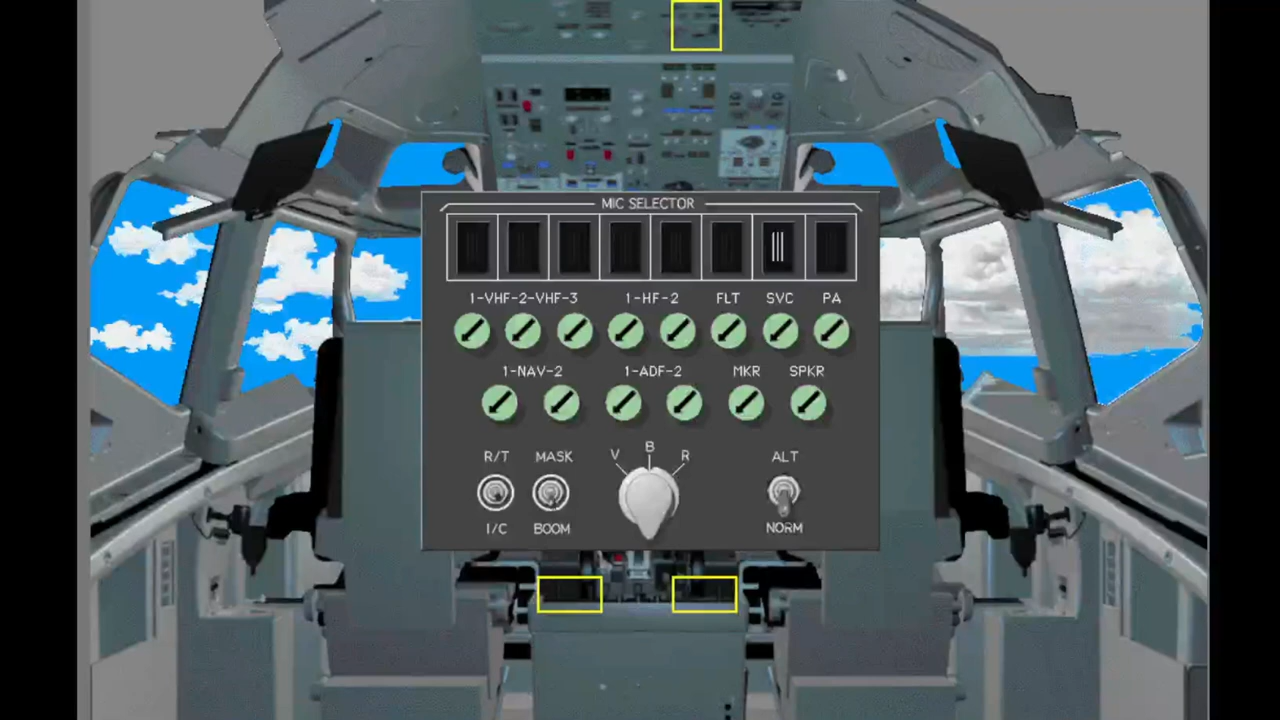 MIC SELECTOR
1-VHF-2-VHF-3 1-HF-2 FLT SVC PA
1-NAV-2 1-ADF-2 MKR SPKR
V B R
R/T MASK ALT
I/C BOOM NORM